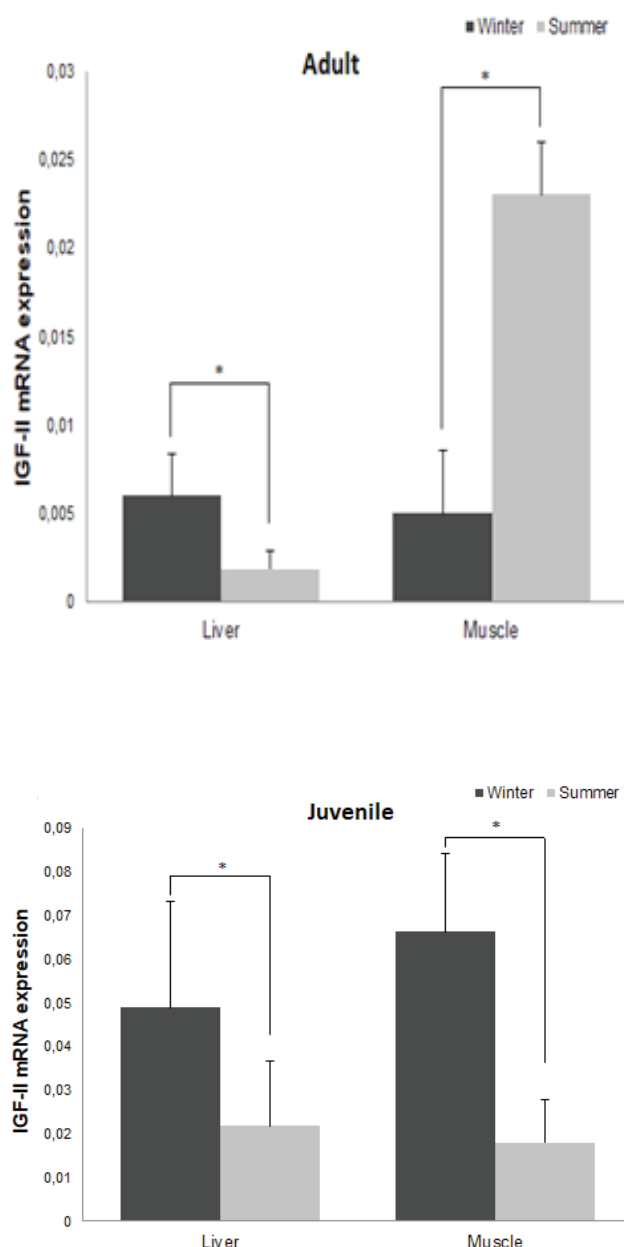 Winter Summer
Adult
0,03
0,025
0,02
0,015
0,01
0,005
0
IGF-II mRNA expression
*
*
Liver Muscle
Winter Summer
Juvenile
0,09
0,08
0,07
0,06
0,05
0,04
0,03
0,02
0,01
0
IGF-II mRNA expression
*
*
Liver Muscle